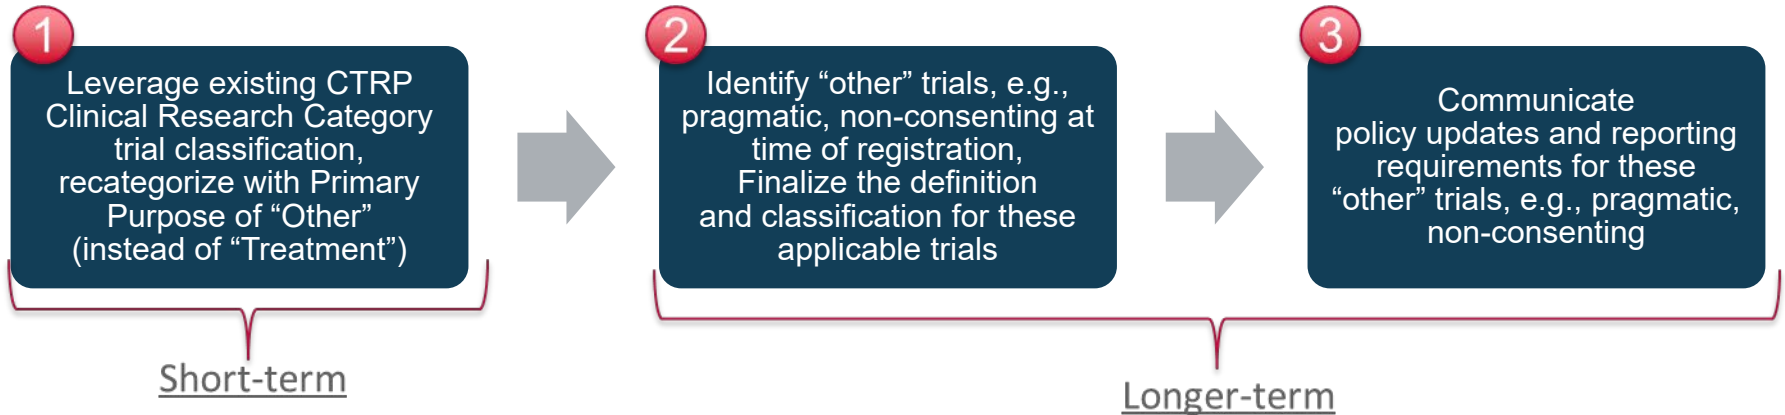 1
Leverage existing CTRP
Clinical Research Category
trial classification,
recategorize with Primary
Purpose of “Other”
(instead of “Treatment”)
2
Identify “other” trials, e.g.,
pragmatic, non-consenting at
time of registration,
Finalize the definition
and classification for these
applicable trials
3
Communicate
policy updates and reporting
requirements for these
“other” trials, e.g., pragmatic,
non-consenting
Short-term
Longer-term